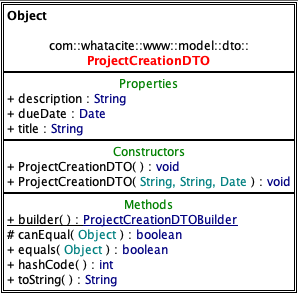 Object
com::whatacite::www::model::dto::
ProjectCreationDTO
Properties
+ description : String
+ dueDate : Date
+ title : String
Constructors
+ ProjectCreationDTO( ) : void
+ ProjectCreationDTO( String, String, Date ) : void
Methods
+ builder( ) : ProjectCreationDTOBuilder
# canEqual( Object ) : boolean
+ equals( Object ) : boolean
+ hashCode( ) : int
+ toString( ) : String